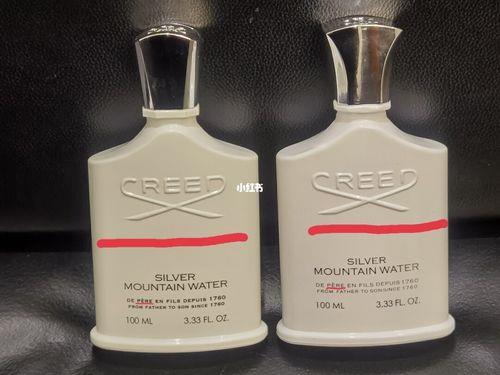 CREED
SILVER
MOUNTAIN WATER
DE PÈRE EN FILS DEPUIS 1760
FROM FATHER TO SON SINCE 1760
100 ML 3.33 FL. OZ.
小红书
CREED
SILVER
MOUNTAIN WATER
DE PÈRE EN FILS DEPUIS 1760
FROM FATHER TO SON SINCE 1760
100 ML 3.33 FL. OZ.